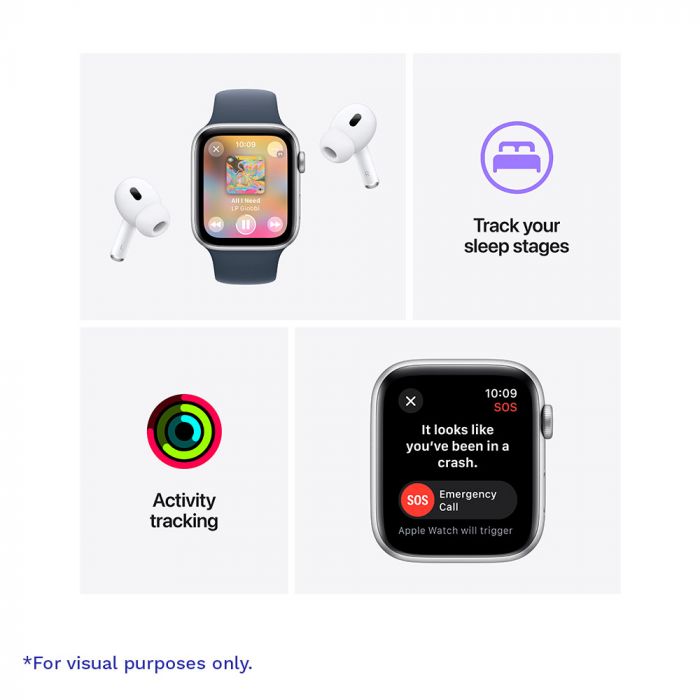 10:09
All I Need
LP Giobbi
Track your
sleep stages
Activity
tracking
10:09
SOS
It looks like
you've been in a
crash.
SOS
Emergency
Call
Apple Watch will trigger
*For visual purposes only.